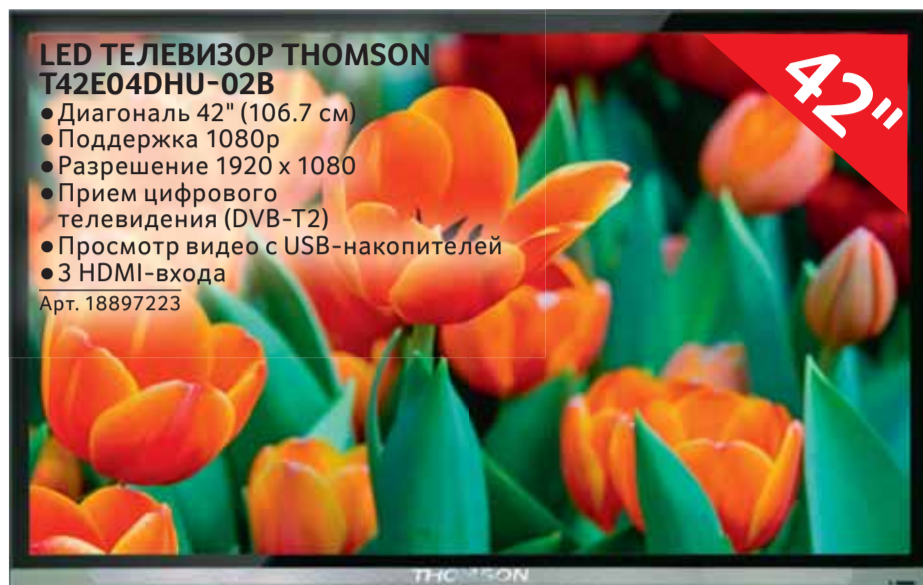 LED ТЕЛЕВИЗОР THOMSON
T42E04DHU-02B
●Диагональ 42" (106.7 см)
●Поддержка 1080p
●Разрешение 1920 x 1080
●Прием цифрового
телевидения (DVB-T2)
●Просмотр видео с USB-накопителей
●3 HDMI-входа
Арт. 18897223
42"
THOMSON